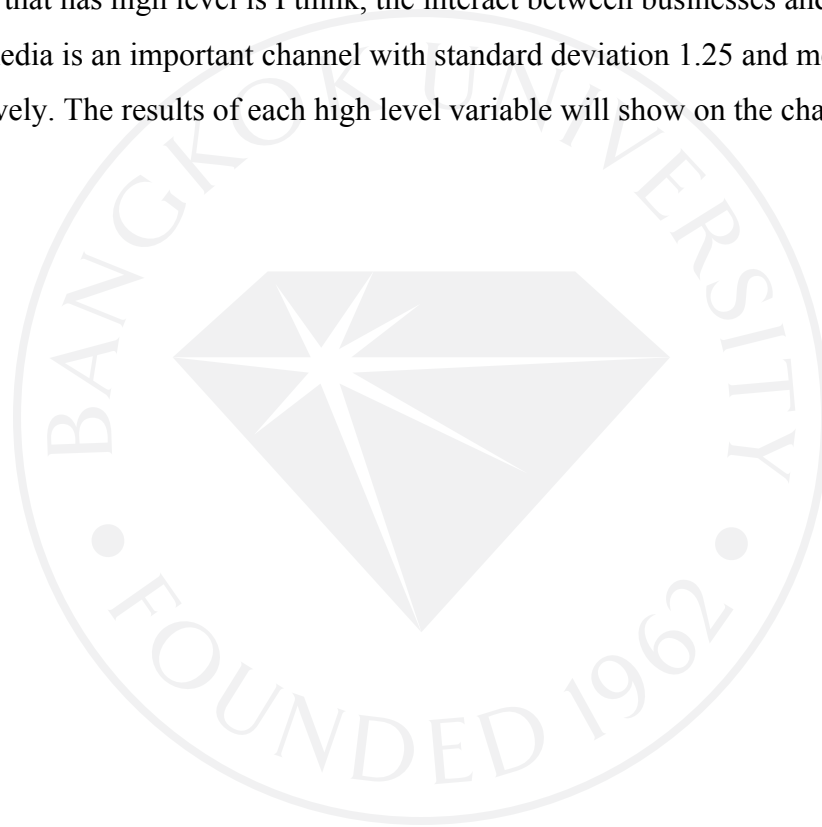 that has high level is I think, the interact between businesses and
edia is an important channel with standard deviation 1.25 and m
vely. The results of each high level variable will show on the cha
BANGKOK UNIVERSITY
• FOUNDED 1962 •